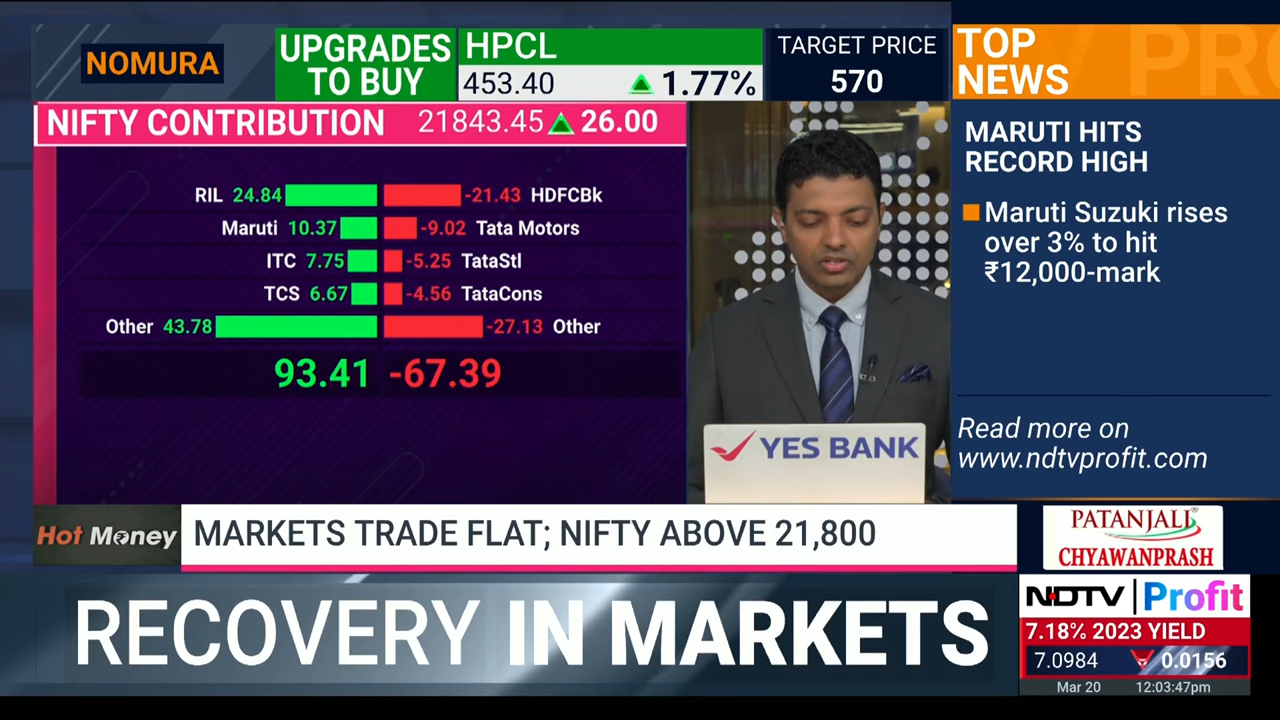 NOMURA
UPGRADES
TO BUY
HPCL
453.40 1.77%
TARGET PRICE
570
TOP
NEWS
NIFTY CONTRIBUTION 21843.45 26.00
RIL 24.84 -21.43 HDFCBk
Maruti 10.37 -9.02 Tata Motors
ITC 7.75 -5.25 TataStl
TCS 6.67 -4.56 TataCons
Other 43.78 -27.13 Other
93.41 -67.39
YES BANK
MARUTI HITS
RECORD HIGH
Maruti Suzuki rises
over 3% to hit
₹12,000-mark
Read more on
www.ndtvprofit.com
Hot Money
MARKETS TRADE FLAT; NIFTY ABOVE 21,800
PATANJALI
CHYAWANPRASH
RECOVERY IN MARKETS
NDTV Profit
7.18% 2023 YIELD
7.0984 0.0156
Mar 20 12:03:47pm